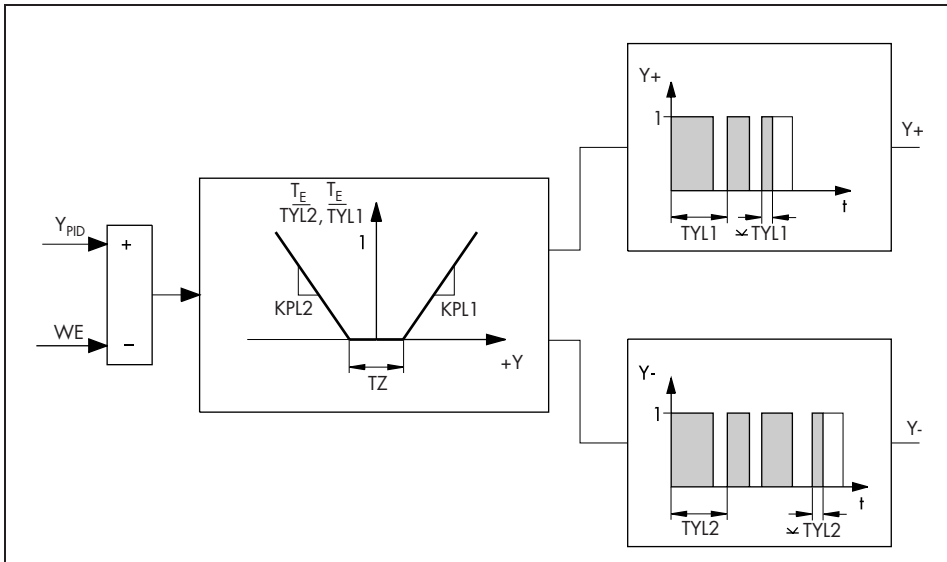 Y+
1
t
TYL1
K TYL1
Y+
T_E T_E
TYL2, TYL1
1
KPL2
KPL1
+Y
TZ
Y_PID
+
WE
−
Y-
1
t
TYL2
K TYL2
Y-